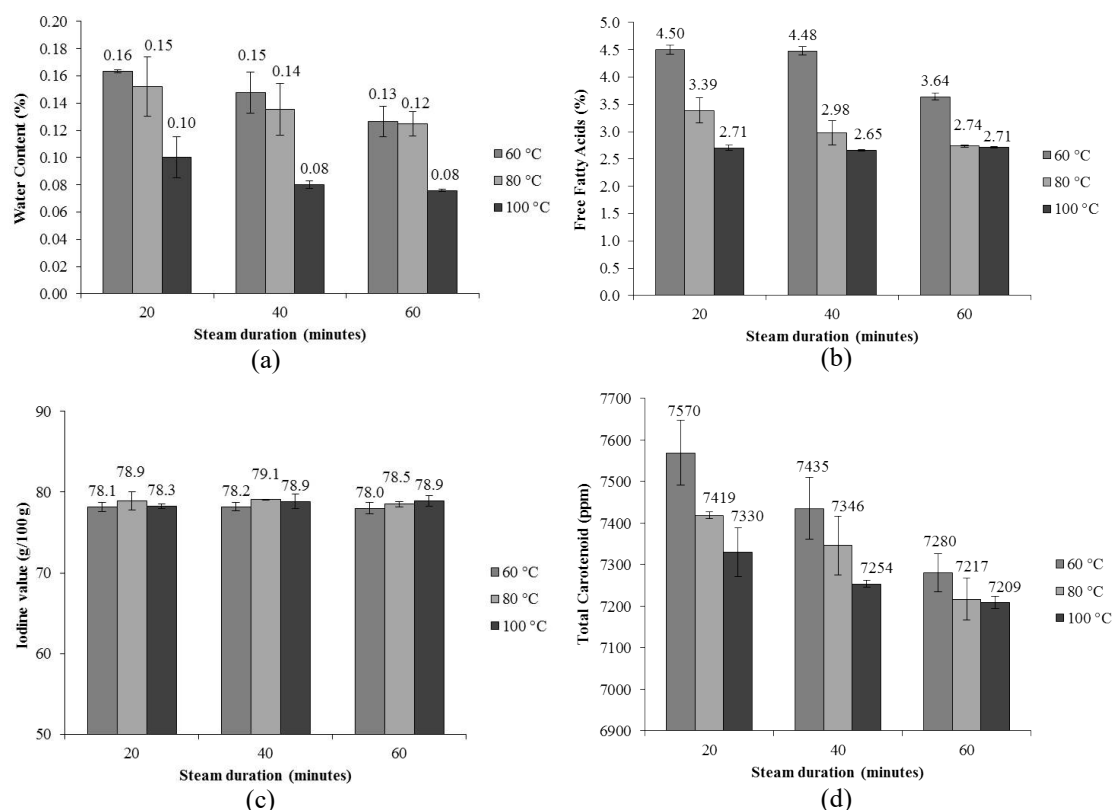 0.20
0.18
0.16
0.14
0.12
0.10
0.08
0.06
0.04
0.02
0.00
Water Content (%)
0.16
0.15
0.10
0.15
0.14
0.08
0.13
0.12
0.08
20 40 60
Steam duration (minutes)
60 °C
80 °C
100 °C
(a)
5.0
4.5
4.0
3.5
3.0
2.5
2.0
1.5
1.0
0.5
0.0
Free Fatty Acids (%)
4.50
3.39
2.71
4.48
2.98
2.65
3.64
2.74
2.71
20 40 60
Steam duration (minutes)
60 °C
80 °C
100 °C
(b)
90
80
70
60
50
Iodine value (g/100 g)
78.1
78.9
78.3
78.2
79.1
78.9
78.0
78.5
78.9
20 40 60
Steam duration (minutes)
60 °C
80 °C
100 °C
(c)
7700
7600
7500
7400
7300
7200
7100
7000
6900
Total Carotenoid (ppm)
7570
7419
7330
7435
7346
7254
7280
7217
7209
20 40 60
Steam duration (minutes)
60 °C
80 °C
100 °C
(d)